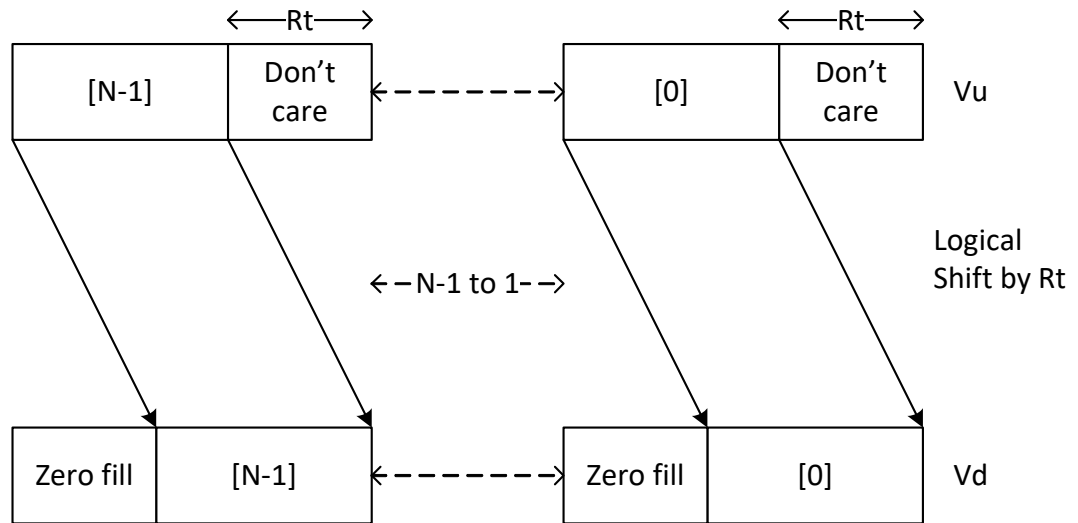 Rt
Rt
[N-1]
Don’t
care
[0]
Don’t
care
Vu
N-1 to 1
Logical
Shift by Rt
Zero fill
[N-1]
Zero fill
[0]
Vd